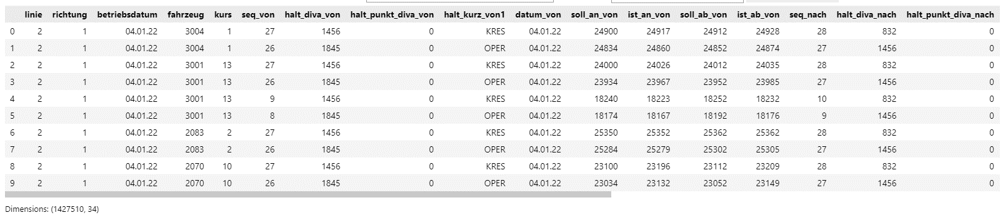 linie richtung betriebsdatum fahrzeug kurs seq_von halt_diva_von halt_punkt_diva_von halt_kurz_von1 datum_von soll_an_von ist_an_von soll_ab_von ist_ab_von seq_nach halt_diva_nach halt_punkt_diva_nach
0 2 1 04.01.22 3004 1 27 1456 0 KRES 04.01.22 24900 24917 24912 24928 28 832 0
1 2 1 04.01.22 3004 1 26 1845 0 OPER 04.01.22 24834 24860 24852 24874 27 1456 0
2 2 1 04.01.22 3001 13 27 1456 0 KRES 04.01.22 24000 24026 24012 24035 28 832 0
3 2 1 04.01.22 3001 13 26 1845 0 OPER 04.01.22 23934 23967 23952 23985 27 1456 0
4 2 1 04.01.22 3001 13 9 1456 0 KRES 04.01.22 18240 18223 18252 18232 10 832 0
5 2 1 04.01.22 3001 13 8 1845 0 OPER 04.01.22 18174 18167 18192 18176 9 1456 0
6 2 1 04.01.22 2083 2 27 1456 0 KRES 04.01.22 25350 25352 25362 25362 28 832 0
7 2 1 04.01.22 2083 2 26 1845 0 OPER 04.01.22 25284 25279 25302 25305 27 1456 0
8 2 1 04.01.22 2070 10 27 1456 0 KRES 04.01.22 23100 23196 23112 23209 28 832 0
9 2 1 04.01.22 2070 10 26 1845 0 OPER 04.01.22 23034 23132 23052 23149 27 1456 0
Dimensions: (1427510, 34)